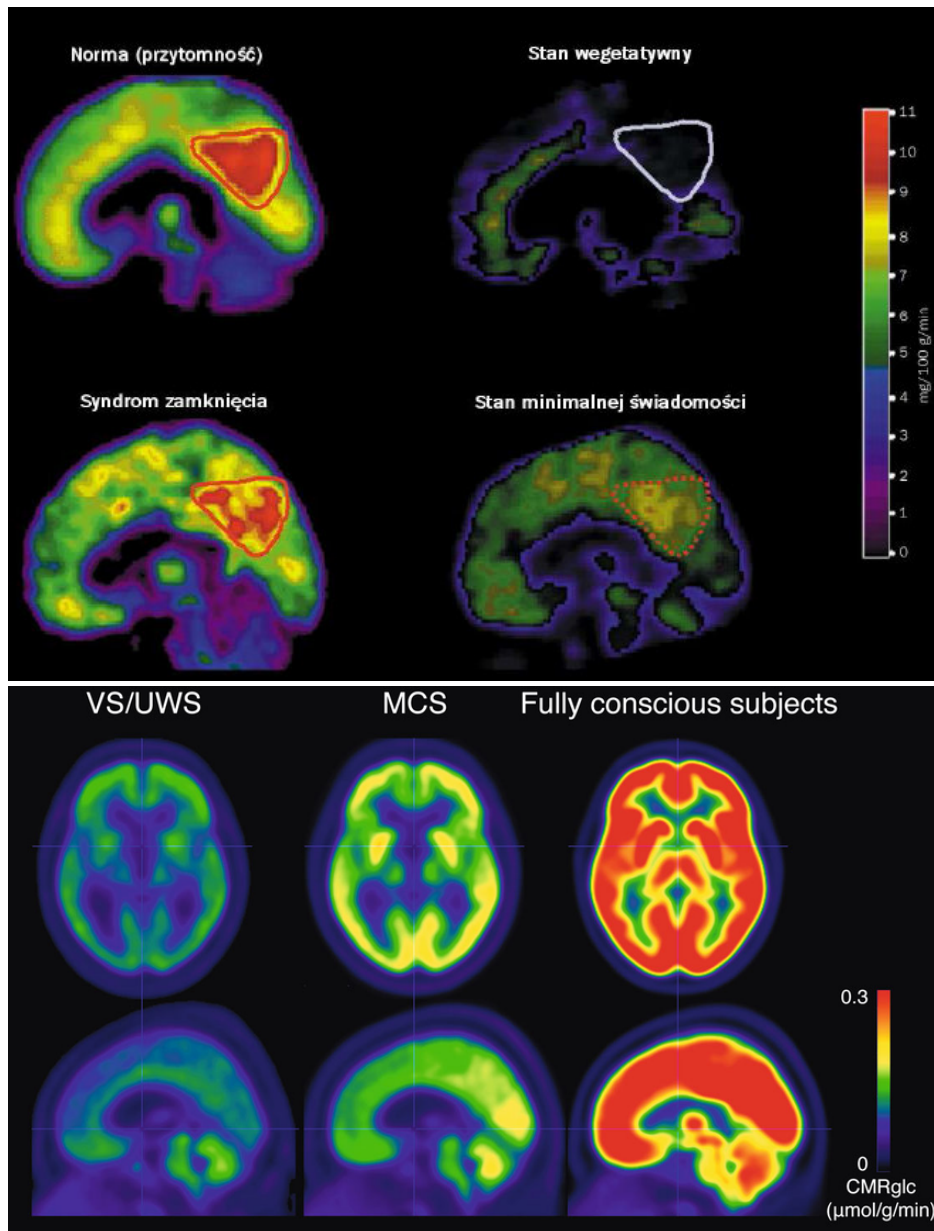 Norma (przytomność)
Stan wegetatywny
11
10
9
8
7
6
5
4
3
2
1
0
mg/100 g/min
Syndrom zamknięcia
Stan minimalnej świadomości
VS/UWS
MCS
Fully conscious subjects
0.3
0
CMRglc
(μmol/g/min)